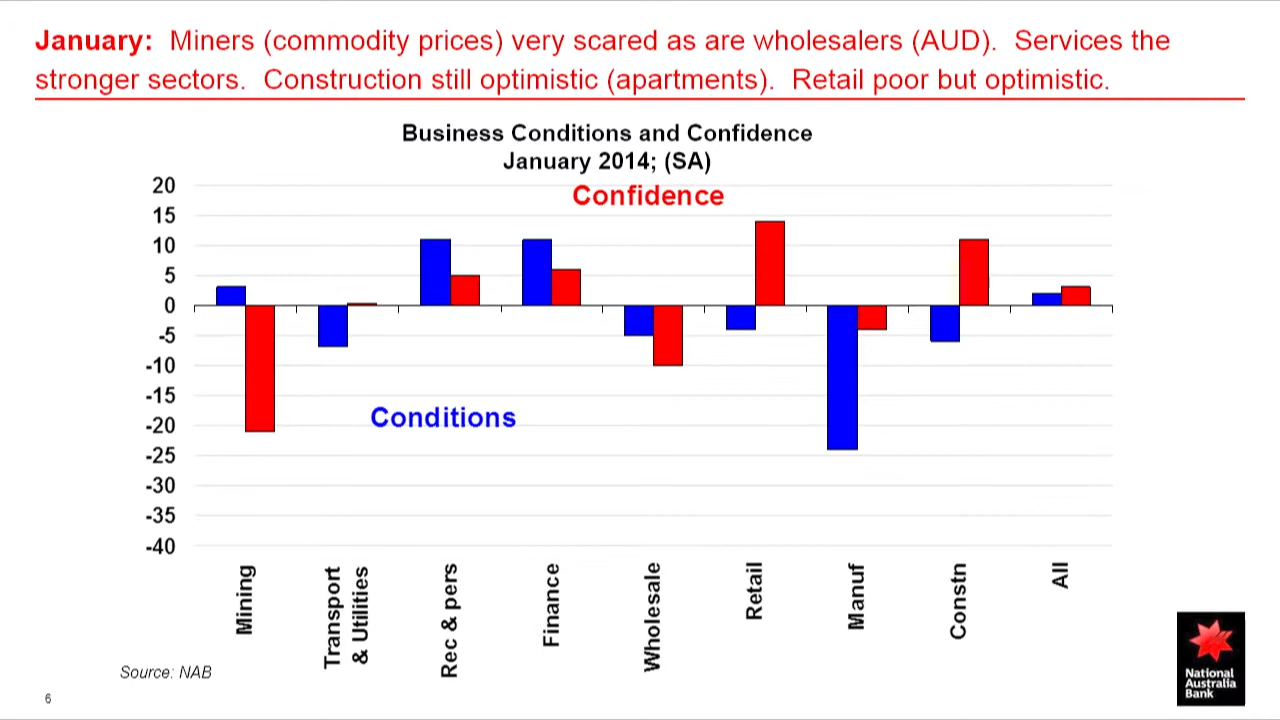 January: Miners (commodity prices) very scared as are wholesalers (AUD). Services the
stronger sectors. Construction still optimistic (apartments). Retail poor but optimistic.
Business Conditions and Confidence
January 2014; (SA)
Confidence
20
15
10
5
0
-5
-10
-15
-20
-25
-30
-35
-40
Conditions
Mining
Transport
& Utilities
Rec & pers
Finance
Wholesale
Retail
Manuf
Constn
All
Source: NAB
6
National
Australia
Bank